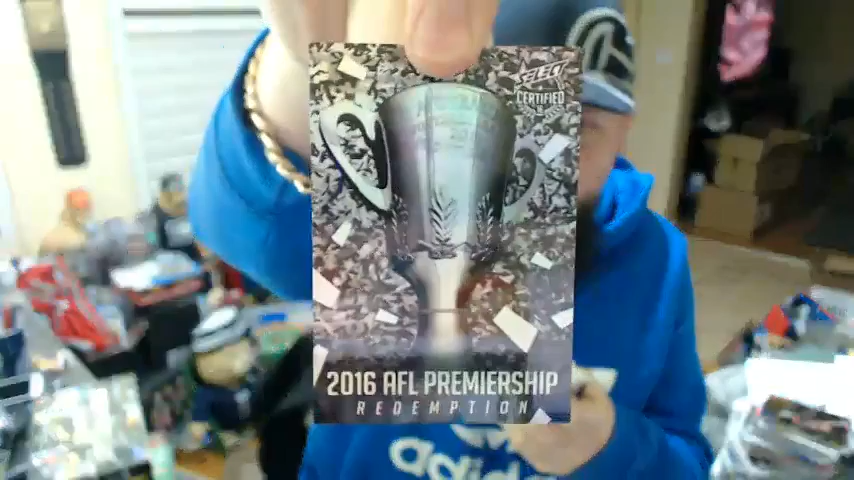 SELECT
CERTIFIED
2016 AFL PREMIERSHIP
REDEMPTION
adidas